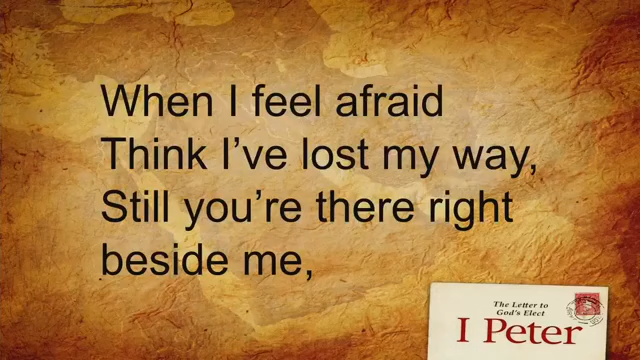 When I feel afraid
Think I've lost my way,
Still you're there right
beside me,
The Letter to
God's Elect
I Peter